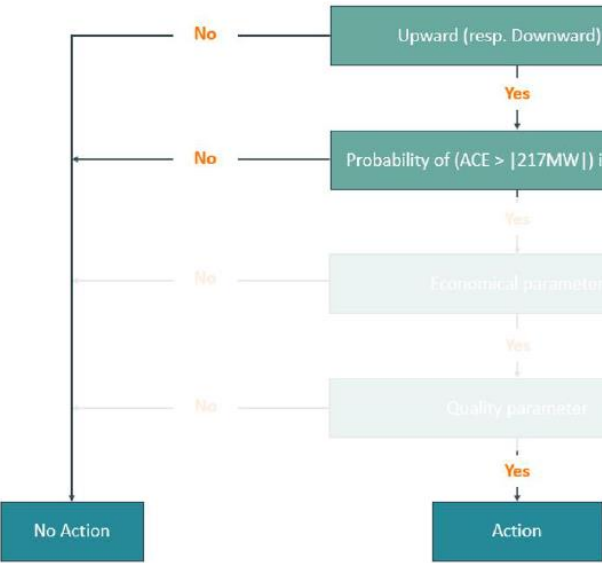 No
Upward (resp. Downward)
Yes
No
Probability of (ACE > |217MW|) i
Yes
No
Economical parameter
Yes
No
Quality parameter
Yes
No Action
Action